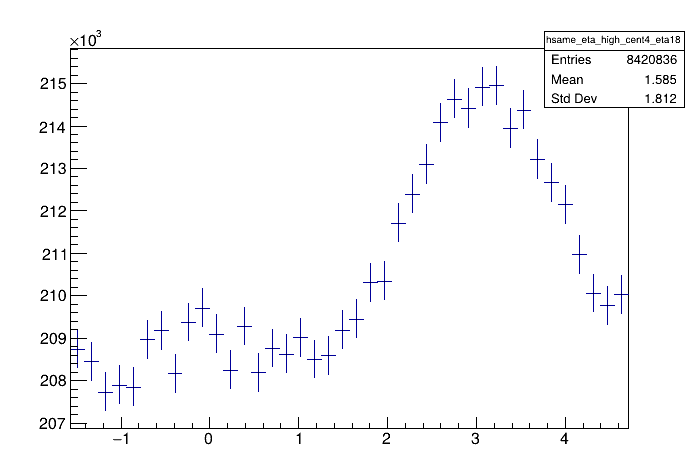 ×10³
hsame_eta_high_cent4_eta18
Entries 8420836
Mean 1.585
Std Dev 1.812
215
214
213
212
211
210
209
208
207
−1 0 1 2 3 4